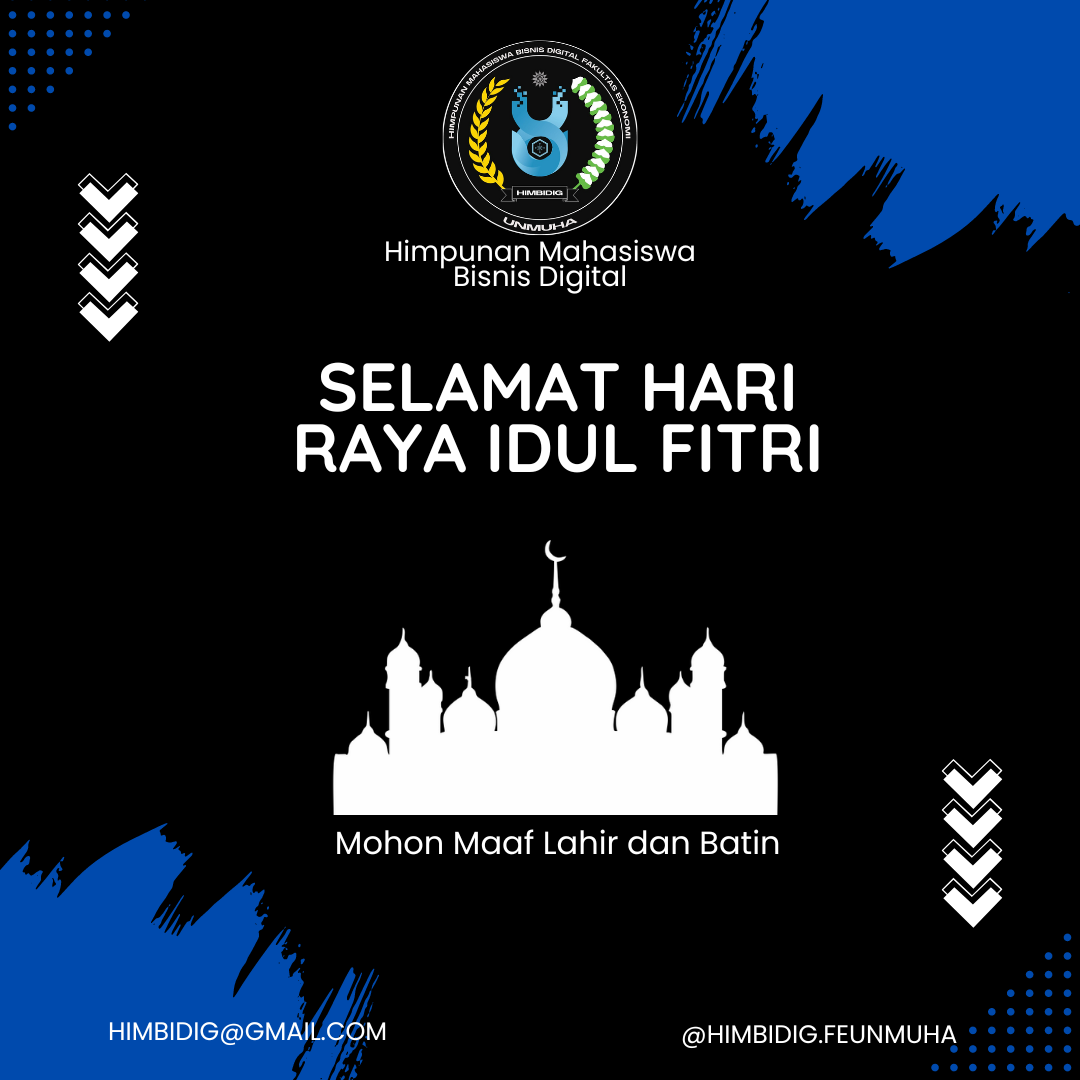 HIMPUNAN MAHASISWA BISNIS DIGITAL FAKULTAS EKONOMI
HIMBIDIG
UNMUHA
Himpunan Mahasiswa
Bisnis Digital
SELAMAT HARI
RAYA IDUL FITRI
Mohon Maaf Lahir dan Batin
HIMBIDIG@GMAIL.COM
@HIMBIDIG.FEUNMUHA